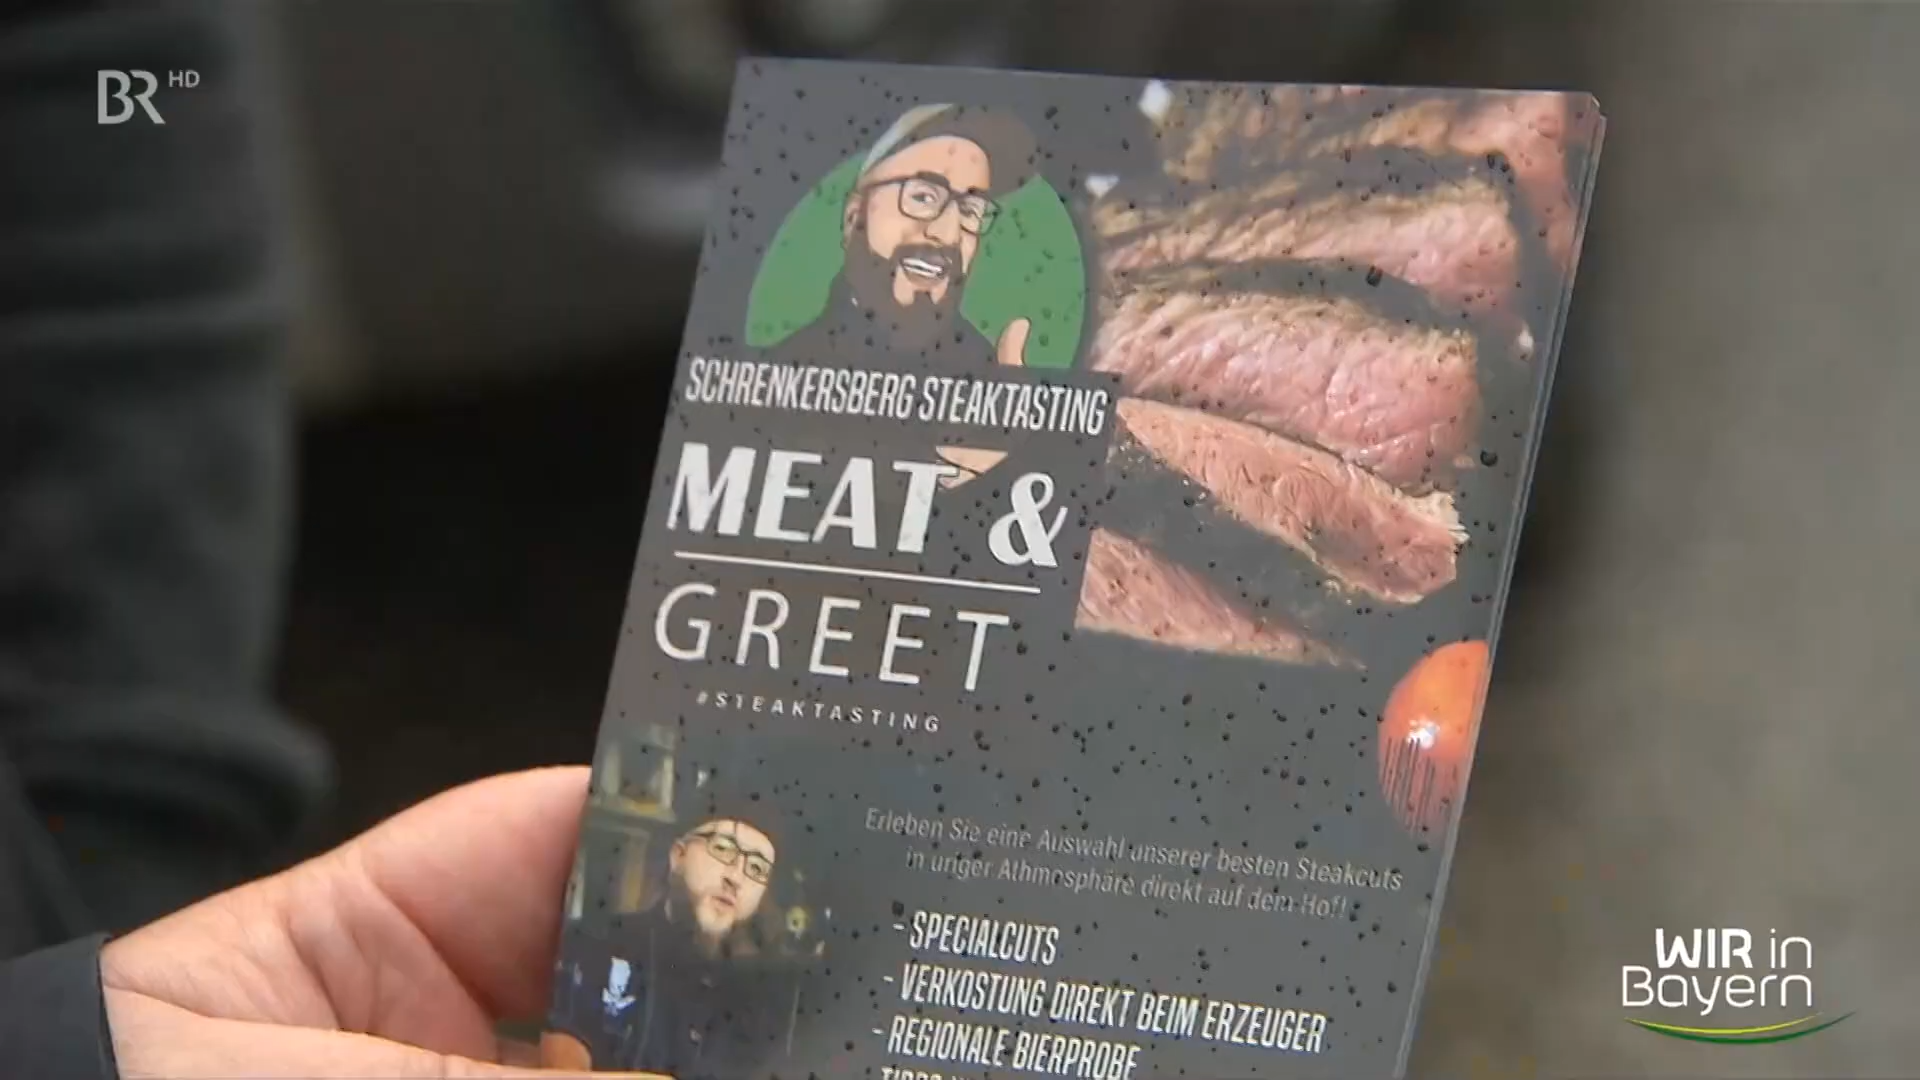 BR HD
SCHRENKERSBERG STEAKTASTING
MEAT &
GREET
#STEAKTASTING
Erleben Sie eine Auswahl unserer besten Steakcuts
in uriger Athmosphäre direkt auf dem Hof!
- SPECIALCUTS
- VERKOSTUNG DIREKT BEIM ERZEUGER
- REGIONALE BIERPROBE
WIR in
Bayern